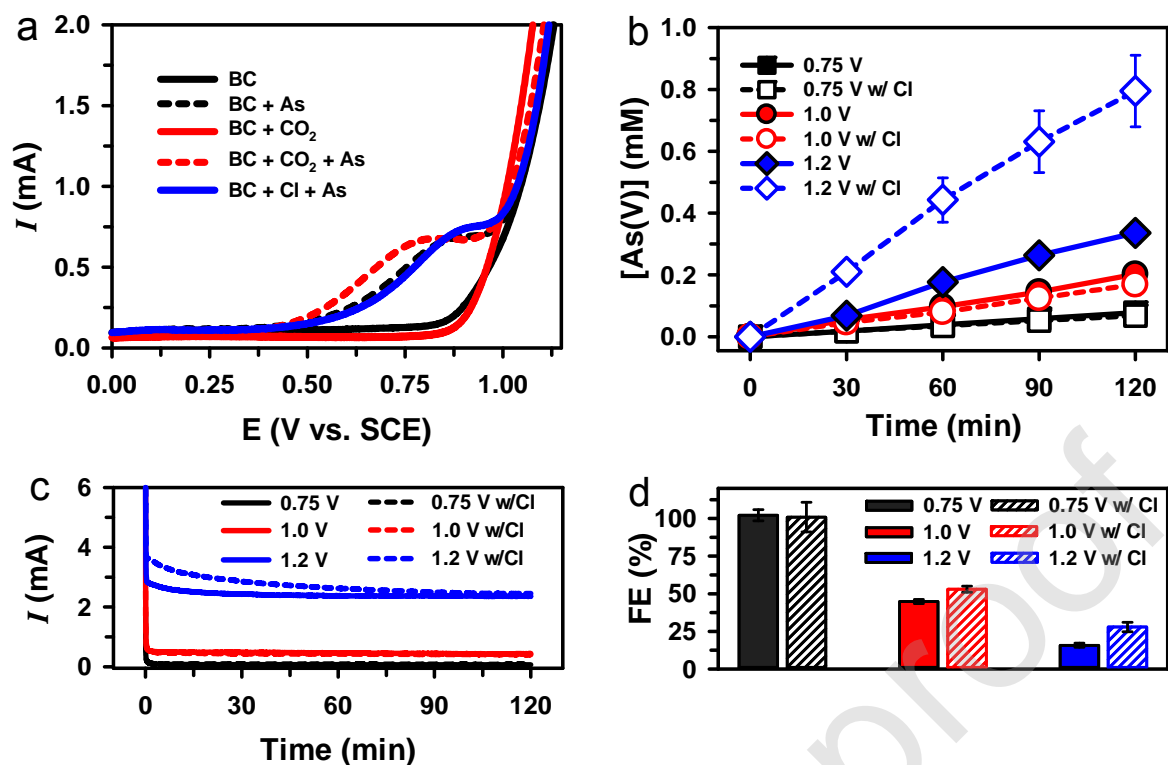 a
2.0
1.5
1.0
0.5
0.0
I (mA)
BC
BC + As
BC + CO₂
BC + CO₂ + As
BC + Cl + As
0.00 0.25 0.50 0.75 1.00
E (V vs. SCE)
b
1.0
0.8
0.6
0.4
0.2
0.0
[As(V)] (mM)
0.75 V
0.75 V w/ Cl
1.0 V
1.0 V w/ Cl
1.2 V
1.2 V w/ Cl
0 30 60 90 120
Time (min)
c
6
4
2
0
I (mA)
0.75 V 0.75 V w/Cl
1.0 V 1.0 V w/Cl
1.2 V 1.2 V w/Cl
0 30 60 90 120
Time (min)
d
100
75
50
25
0
FE (%)
0.75 V 0.75 V w/Cl
1.0 V 1.0 V w/Cl
1.2 V 1.2 V w/Cl
proof